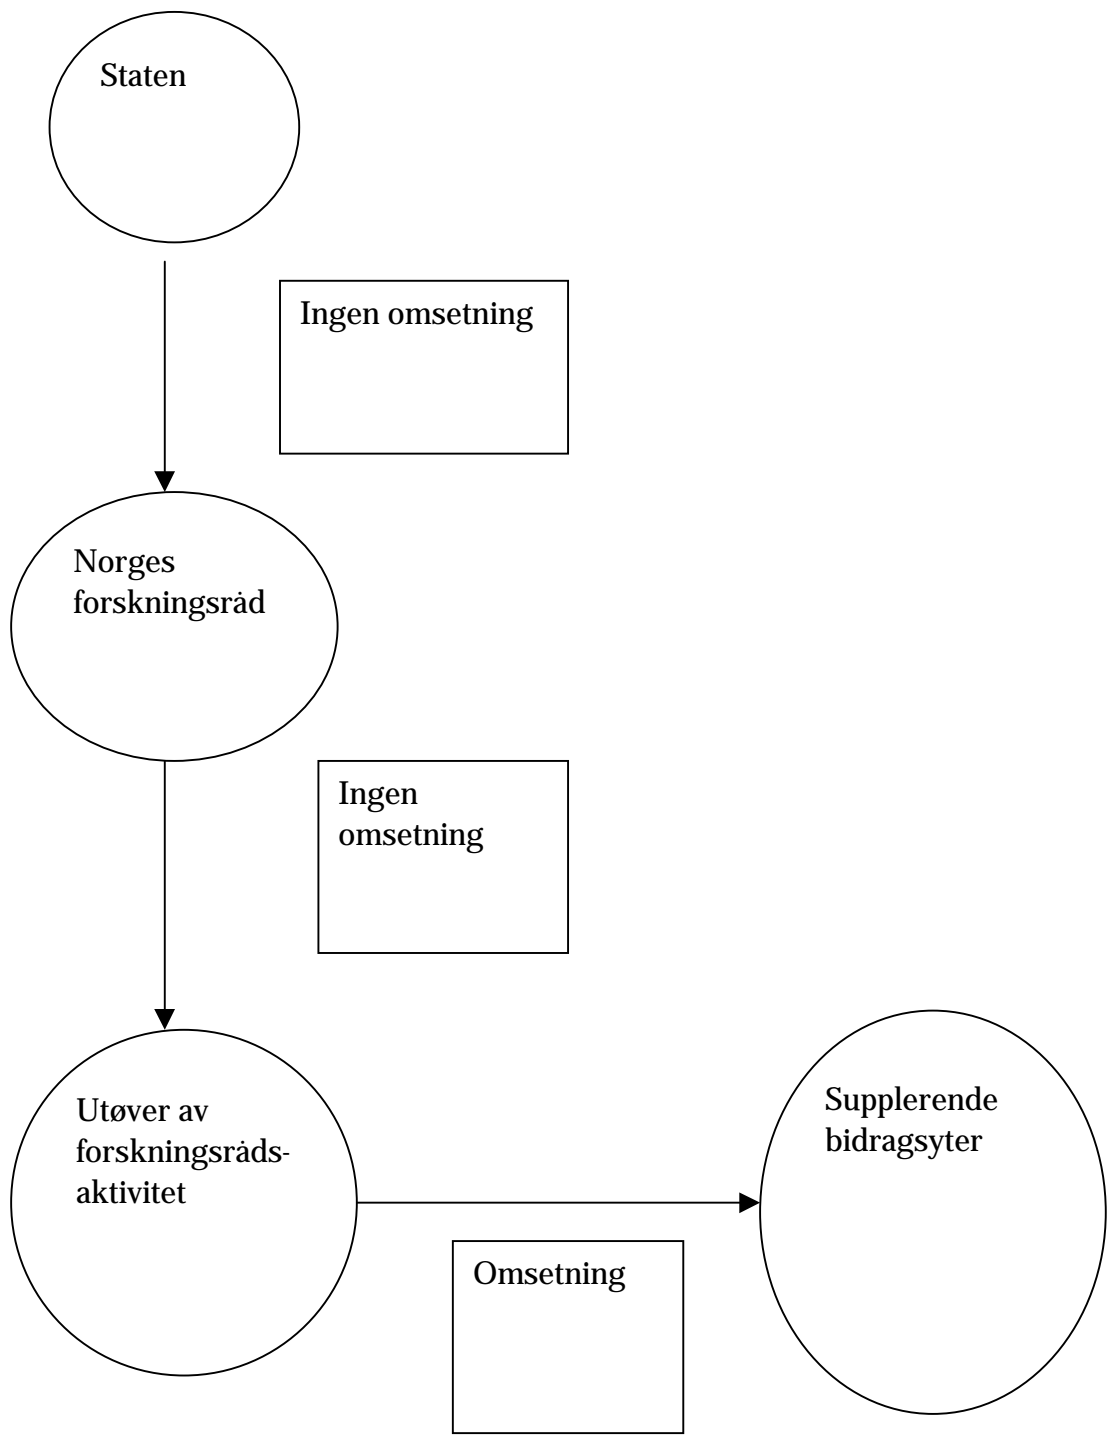 Staten
Ingen omsetning
Norges
forskningsråd
Ingen
omsetning
Utøver av
forskningsråds-
aktivitet
Supplerende
bidragsyter
Omsetning